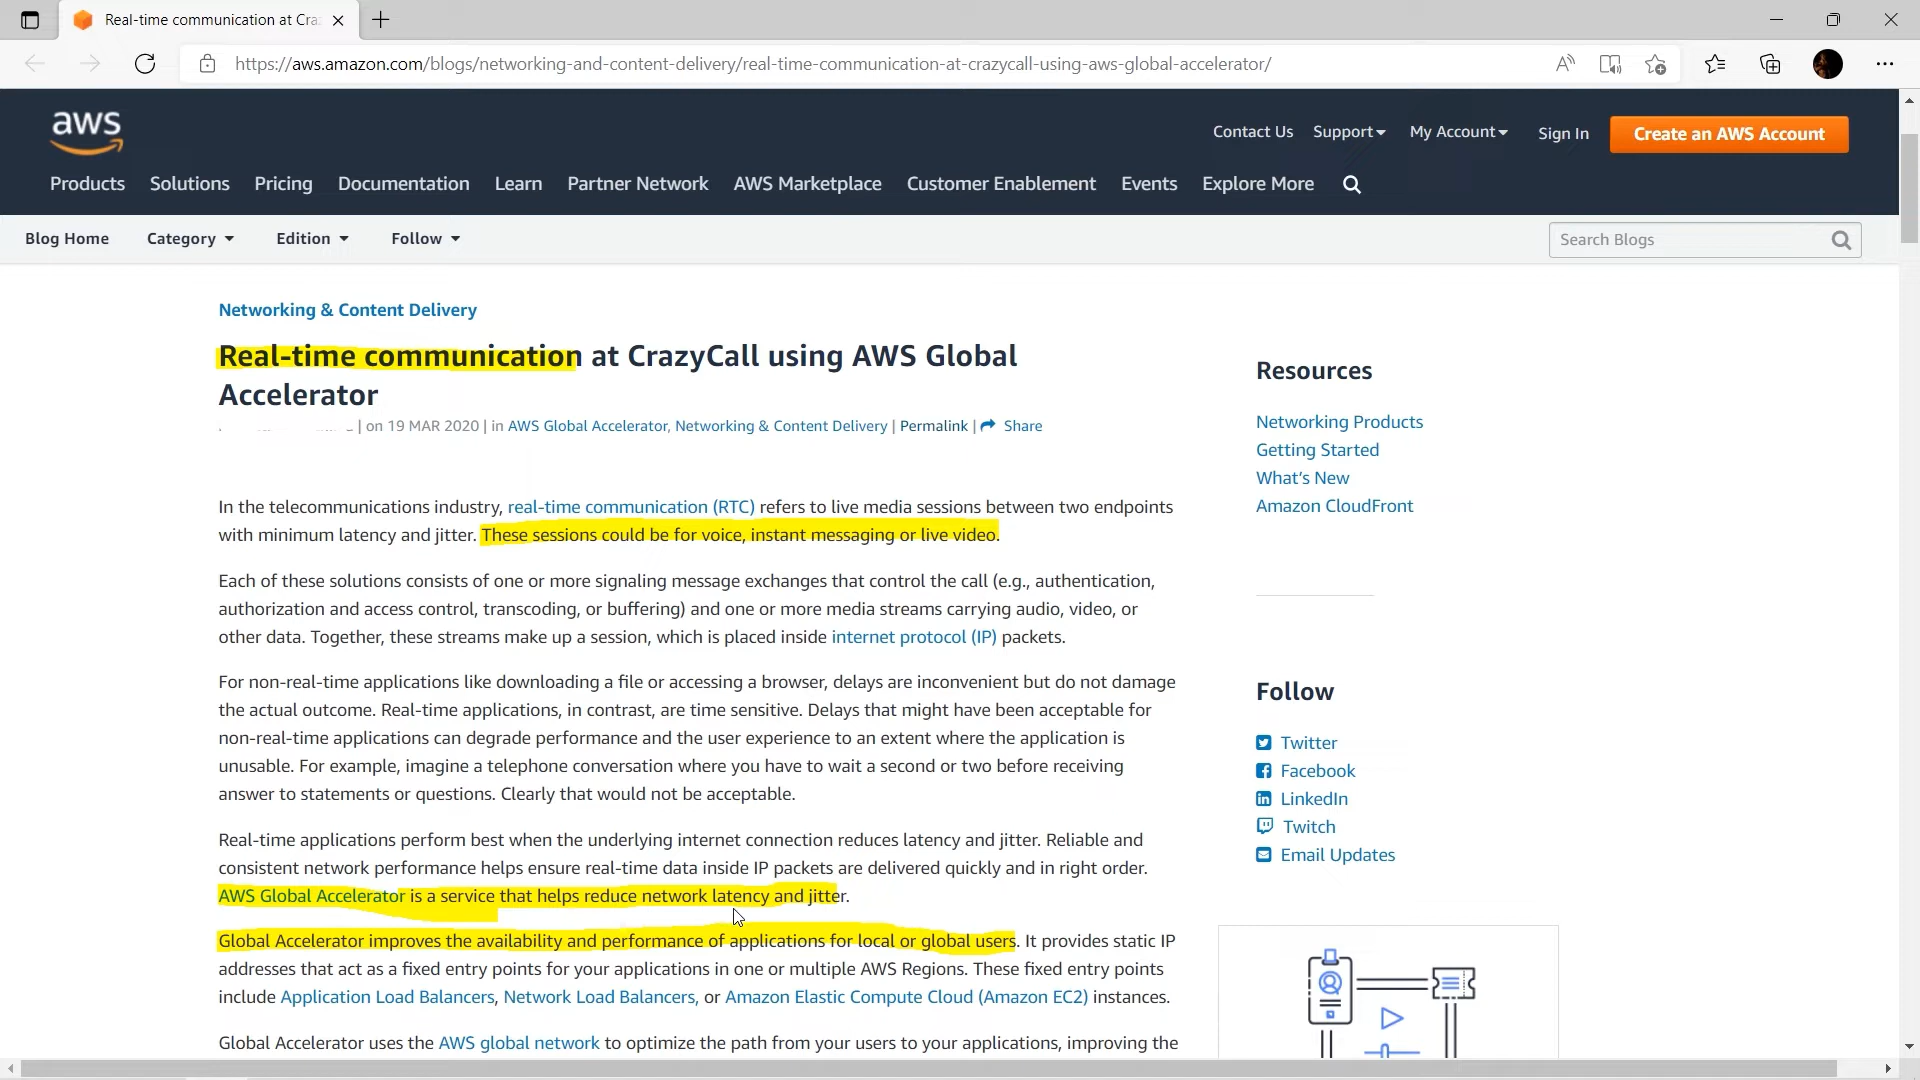 Real-time communication at Cra
https://aws.amazon.com/blogs/networking-and-content-delivery/real-time-communication-at-crazycall-using-aws-global-accelerator/
aws
Contact Us Support My Account Sign In Create an AWS Account
Products Solutions Pricing Documentation Learn Partner Network AWS Marketplace Customer Enablement Events Explore More
Blog Home Category Edition Follow Search Blogs
Networking & Content Delivery
Real-time communication at CrazyCall using AWS Global
Accelerator
| on 19 MAR 2020 | in AWS Global Accelerator, Networking & Content Delivery | Permalink | Share
In the telecommunications industry, real-time communication (RTC) refers to live media sessions between two endpoints
with minimum latency and jitter. These sessions could be for voice, instant messaging or live video.
Each of these solutions consists of one or more signaling message exchanges that control the call (e.g., authentication,
authorization and access control, transcoding, or buffering) and one or more media streams carrying audio, video, or
other data. Together, these streams make up a session, which is placed inside internet protocol (IP) packets.
For non-real-time applications like downloading a file or accessing a browser, delays are inconvenient but do not damage
the actual outcome. Real-time applications, in contrast, are time sensitive. Delays that might have been acceptable for
non-real-time applications can degrade performance and the user experience to an extent where the application is
unusable. For example, imagine a telephone conversation where you have to wait a second or two before receiving
answer to statements or questions. Clearly that would not be acceptable.
Real-time applications perform best when the underlying internet connection reduces latency and jitter. Reliable and
consistent network performance helps ensure real-time data inside IP packets are delivered quickly and in right order.
AWS Global Accelerator is a service that helps reduce network latency and jitter.
Global Accelerator improves the availability and performance of applications for local or global users. It provides static IP
addresses that act as a fixed entry points for your applications in one or multiple AWS Regions. These fixed entry points
include Application Load Balancers, Network Load Balancers, or Amazon Elastic Compute Cloud (Amazon EC2) instances.
Global Accelerator uses the AWS global network to optimize the path from your users to your applications, improving the
Resources
Networking Products
Getting Started
What's New
Amazon CloudFront
Follow
Twitter
Facebook
LinkedIn
Twitch
Email Updates